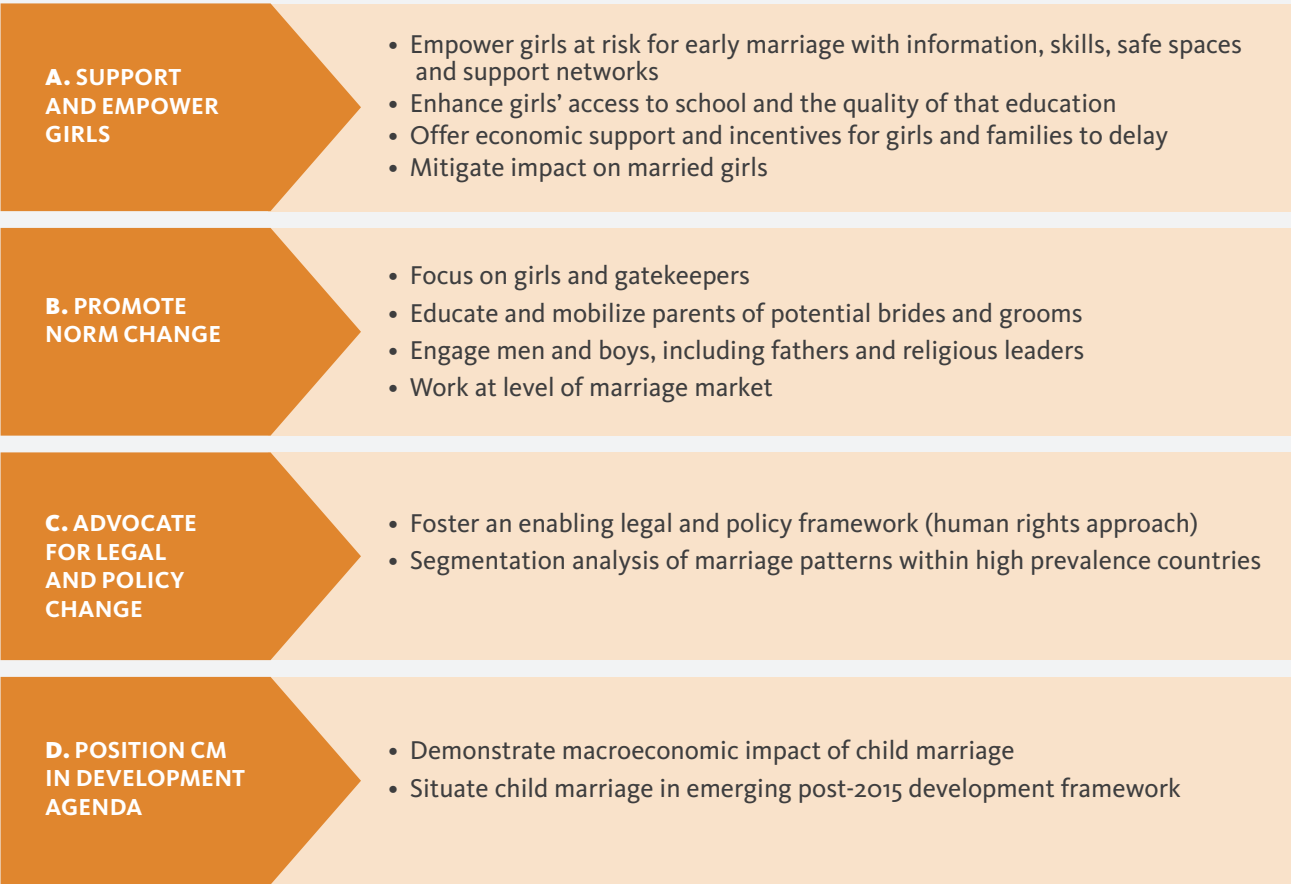 A. SUPPORT
AND EMPOWER
GIRLS
• Empower girls at risk for early marriage with information, skills, safe spaces
and support networks
• Enhance girls’ access to school and the quality of that education
• Offer economic support and incentives for girls and families to delay
• Mitigate impact on married girls
B. PROMOTE
NORM CHANGE
• Focus on girls and gatekeepers
• Educate and mobilize parents of potential brides and grooms
• Engage men and boys, including fathers and religious leaders
• Work at level of marriage market
C. ADVOCATE
FOR LEGAL
AND POLICY
CHANGE
• Foster an enabling legal and policy framework (human rights approach)
• Segmentation analysis of marriage patterns within high prevalence countries
D. POSITION CM
IN DEVELOPMENT
AGENDA
• Demonstrate macroeconomic impact of child marriage
• Situate child marriage in emerging post-2015 development framework